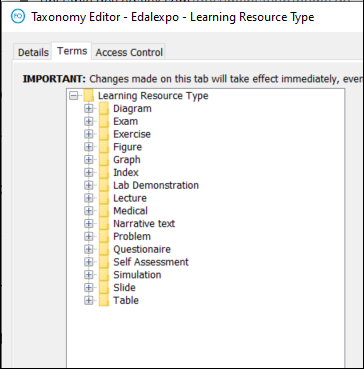 Taxonomy Editor - Edalexpo - Learning Resource Type
Details Terms Access Control
IMPORTANT: Changes made on this tab will take effect immediately, even
Learning Resource Type
Diagram
Exam
Exercise
Figure
Graph
Index
Lab Demonstration
Lecture
Medical
Narrative text
Problem
Questionaire
Self Assessment
Simulation
Slide
Table